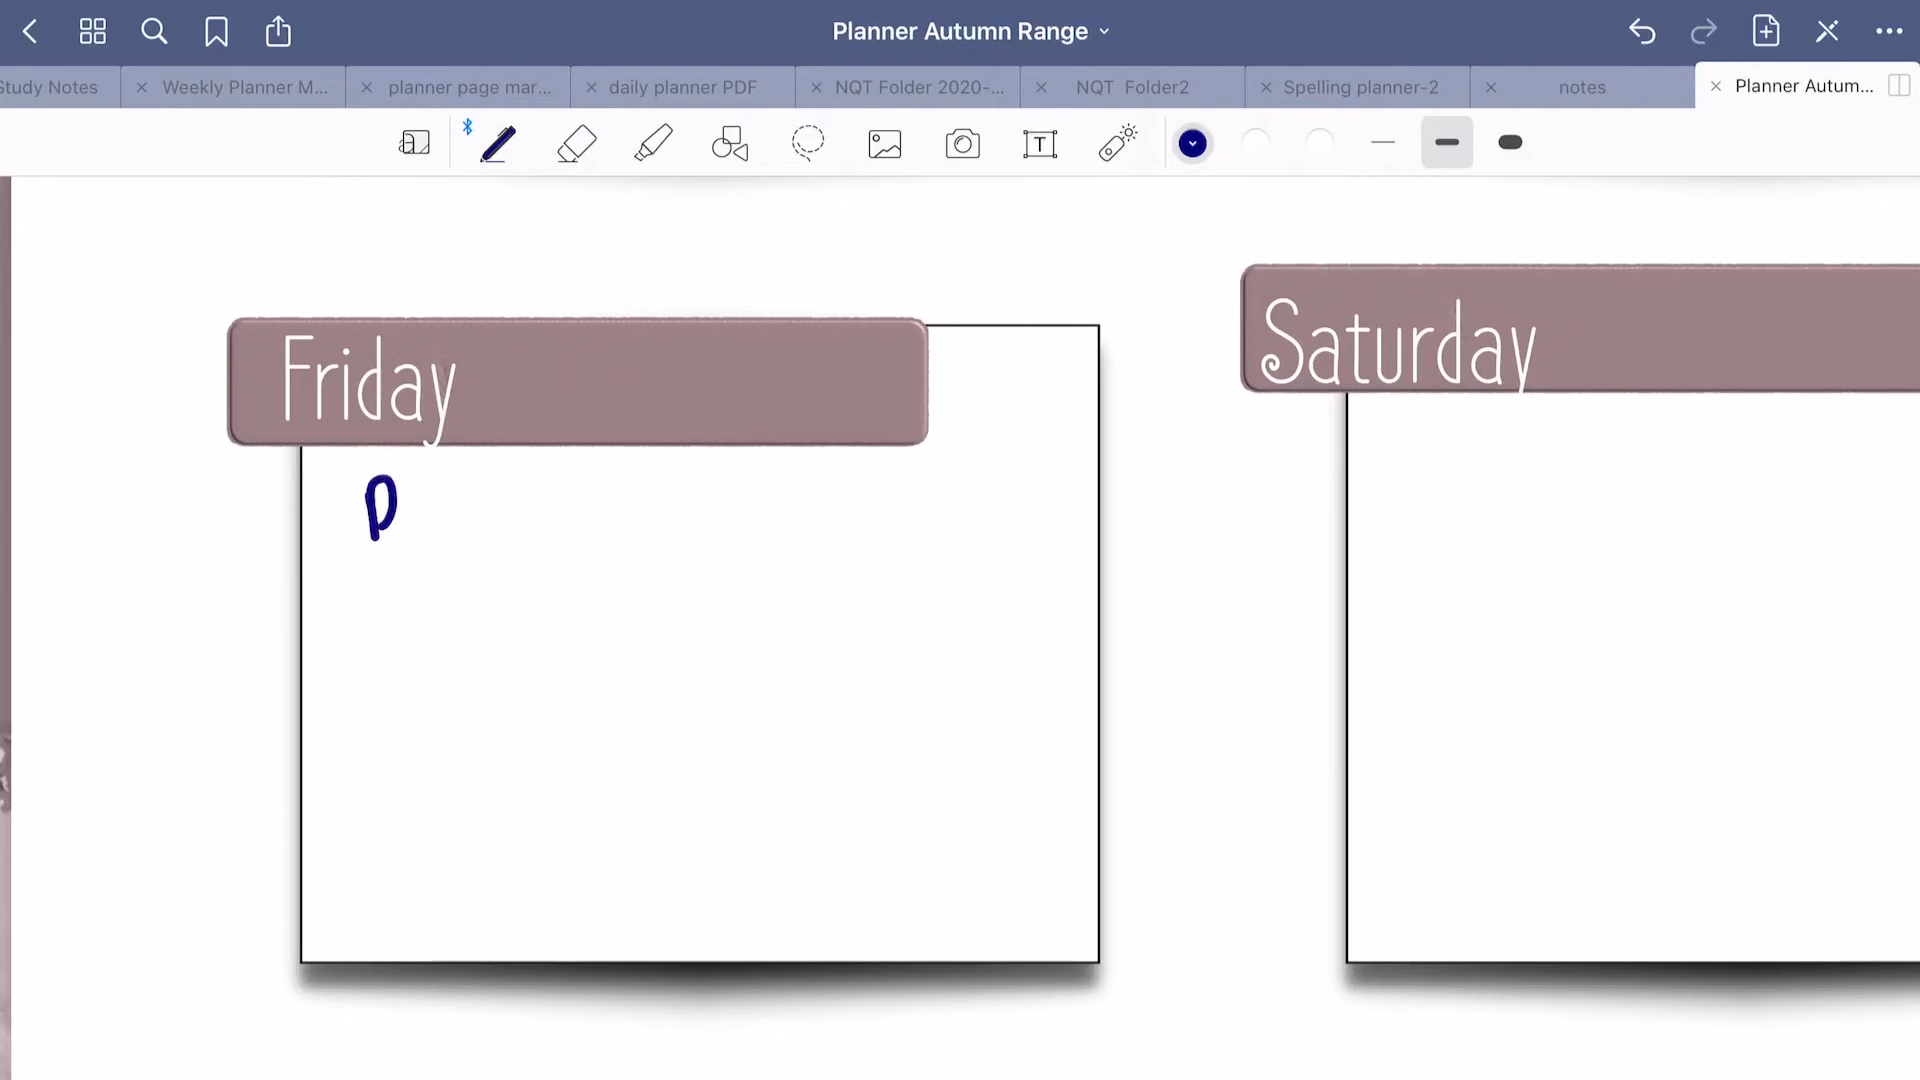 Planner Autumn Range
Study Notes
Weekly Planner M...
planner page mar...
daily planner PDF
NQT Folder 2020-...
NQT Folder2
Spelling planner-2
notes
Planner Autum...
Friday
Saturday
p